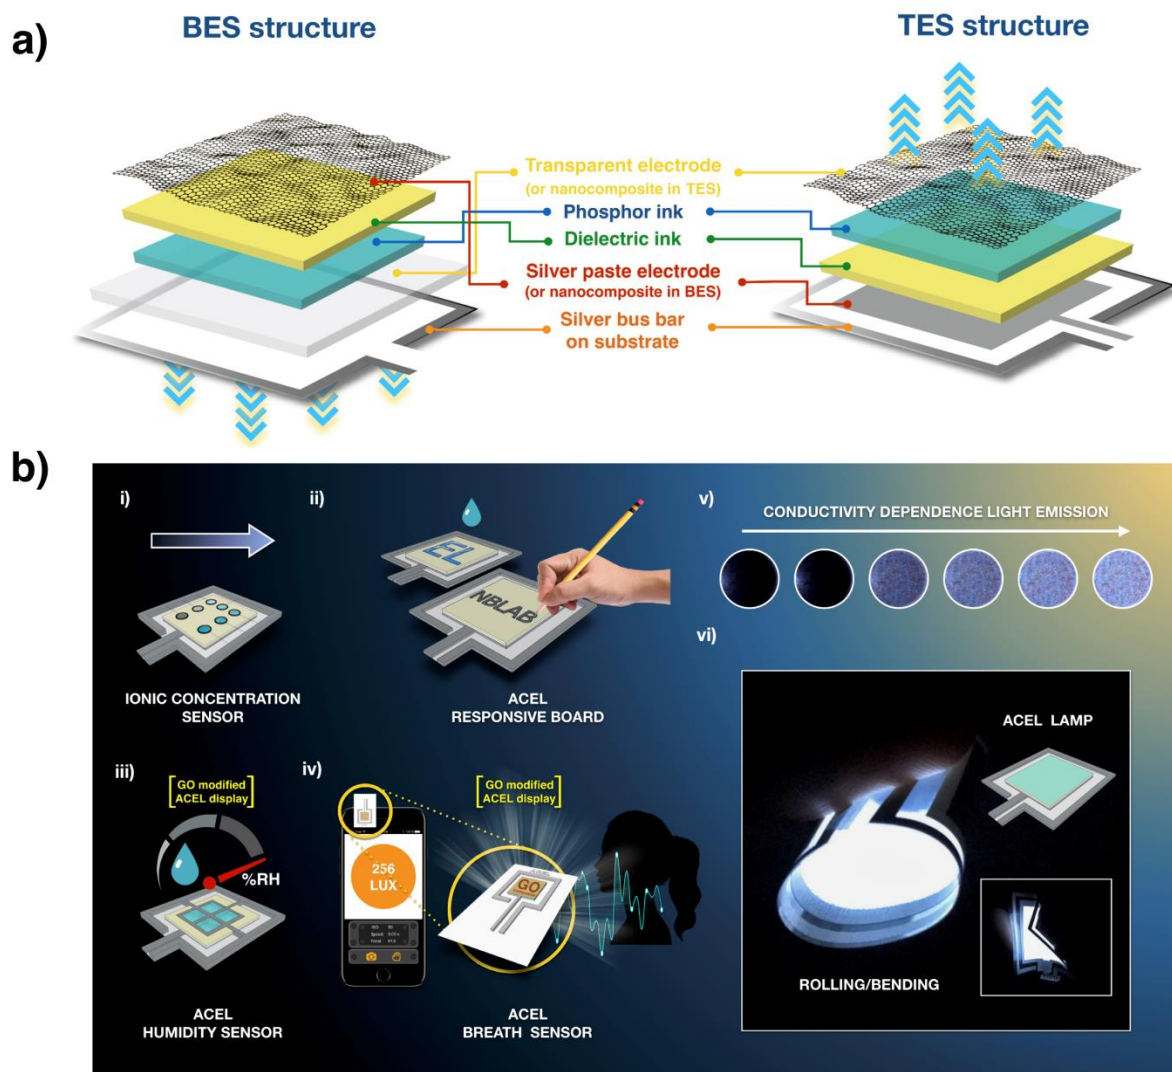 a)
BES structure
TES structure
Transparent electrode
(or nanocomposite in TES)
Phosphor ink
Dielectric ink
Silver paste electrode
(or nanocomposite in BES)
Silver bus bar
on substrate
b)
i)
IONIC CONCENTRATION
SENSOR
ii)
EL
NBLAB
ACEL
RESPONSIVE BOARD
iii)
GO modified
ACEL display
%RH
ACEL
HUMIDITY SENSOR
iv)
GO modified
ACEL display
256
LUX
GO
ACEL
BREATH SENSOR
v)
CONDUCTIVITY DEPENDENCE LIGHT EMISSION
vi)
ACEL LAMP
ROLLING/BENDING